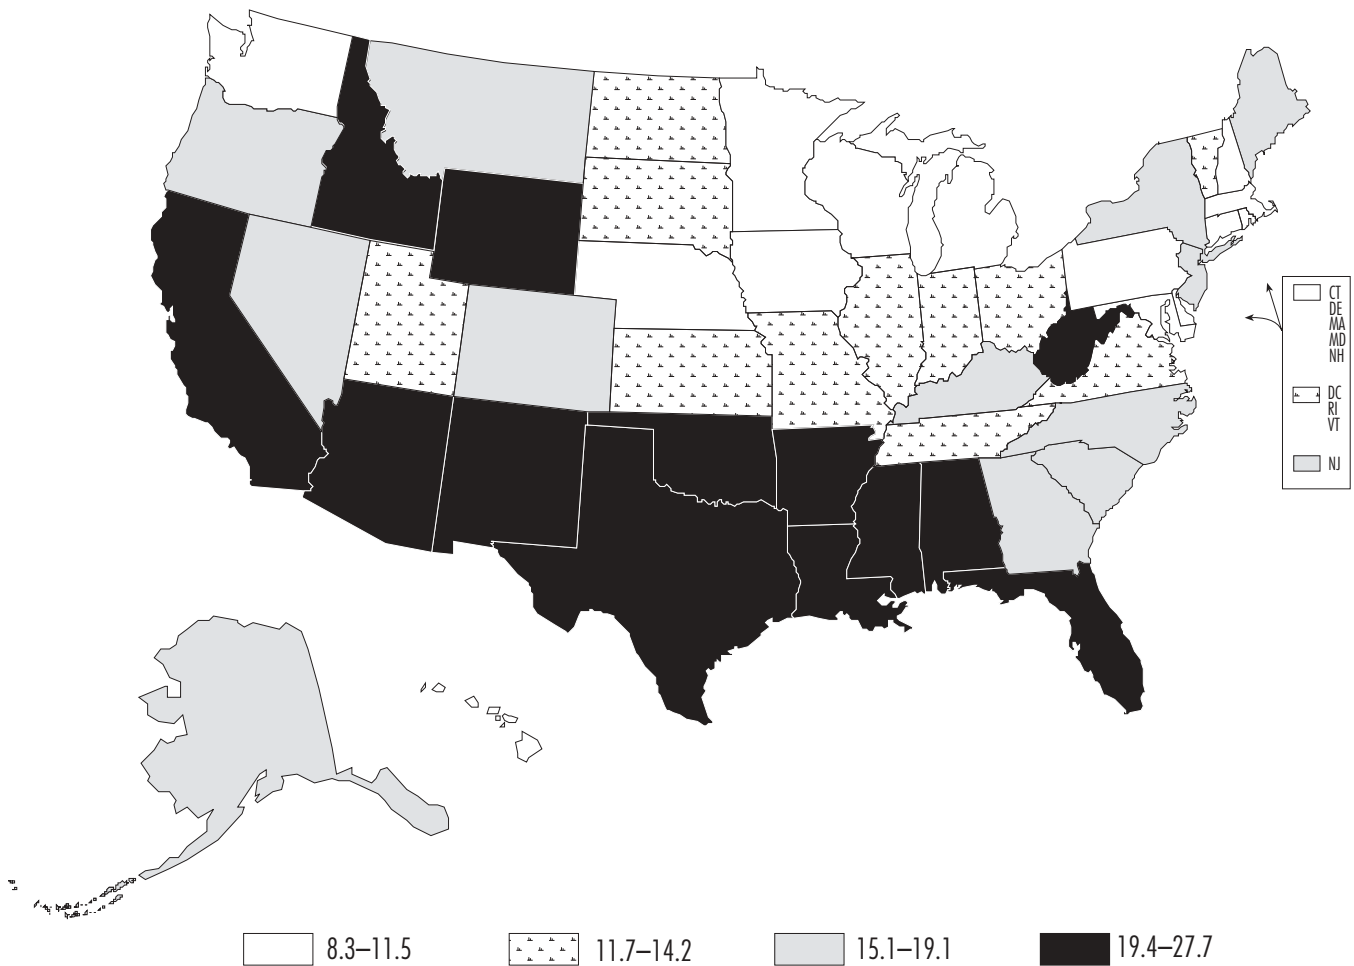 CT
DE
MA
MD
NH
DC
RI
VT
NJ
8.3–11.5
11.7–14.2
15.1–19.1
19.4–27.7